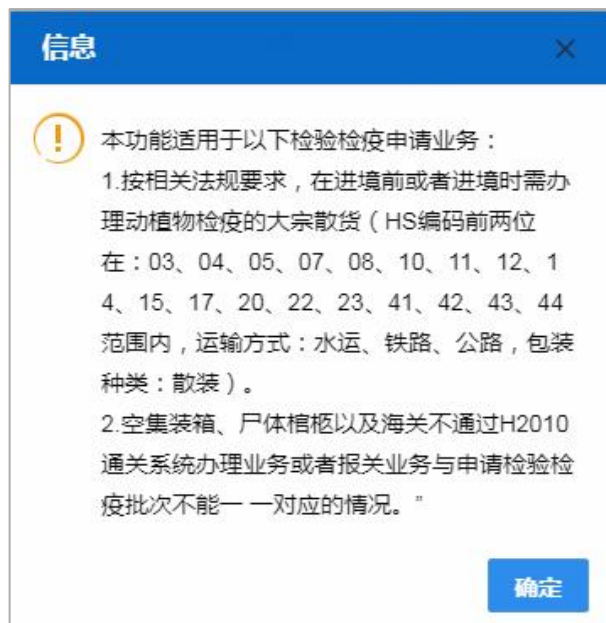 信息
本功能适用于以下检验检疫申请业务：
1.按相关法规要求，在进境前或者进境时需办
理动植物检疫的大宗散货（HS编码前两位
在：03、04、05、07、08、10、11、12、1
4、15、17、20、22、23、41、42、43、44
范围内，运输方式：水运、铁路、公路，包装
种类：散装）。
2.空集装箱、尸体棺柩以及海关不通过H2010
通关系统办理业务或者报关业务与申请检验检
疫批次不能一 一对应的情况。”
确定